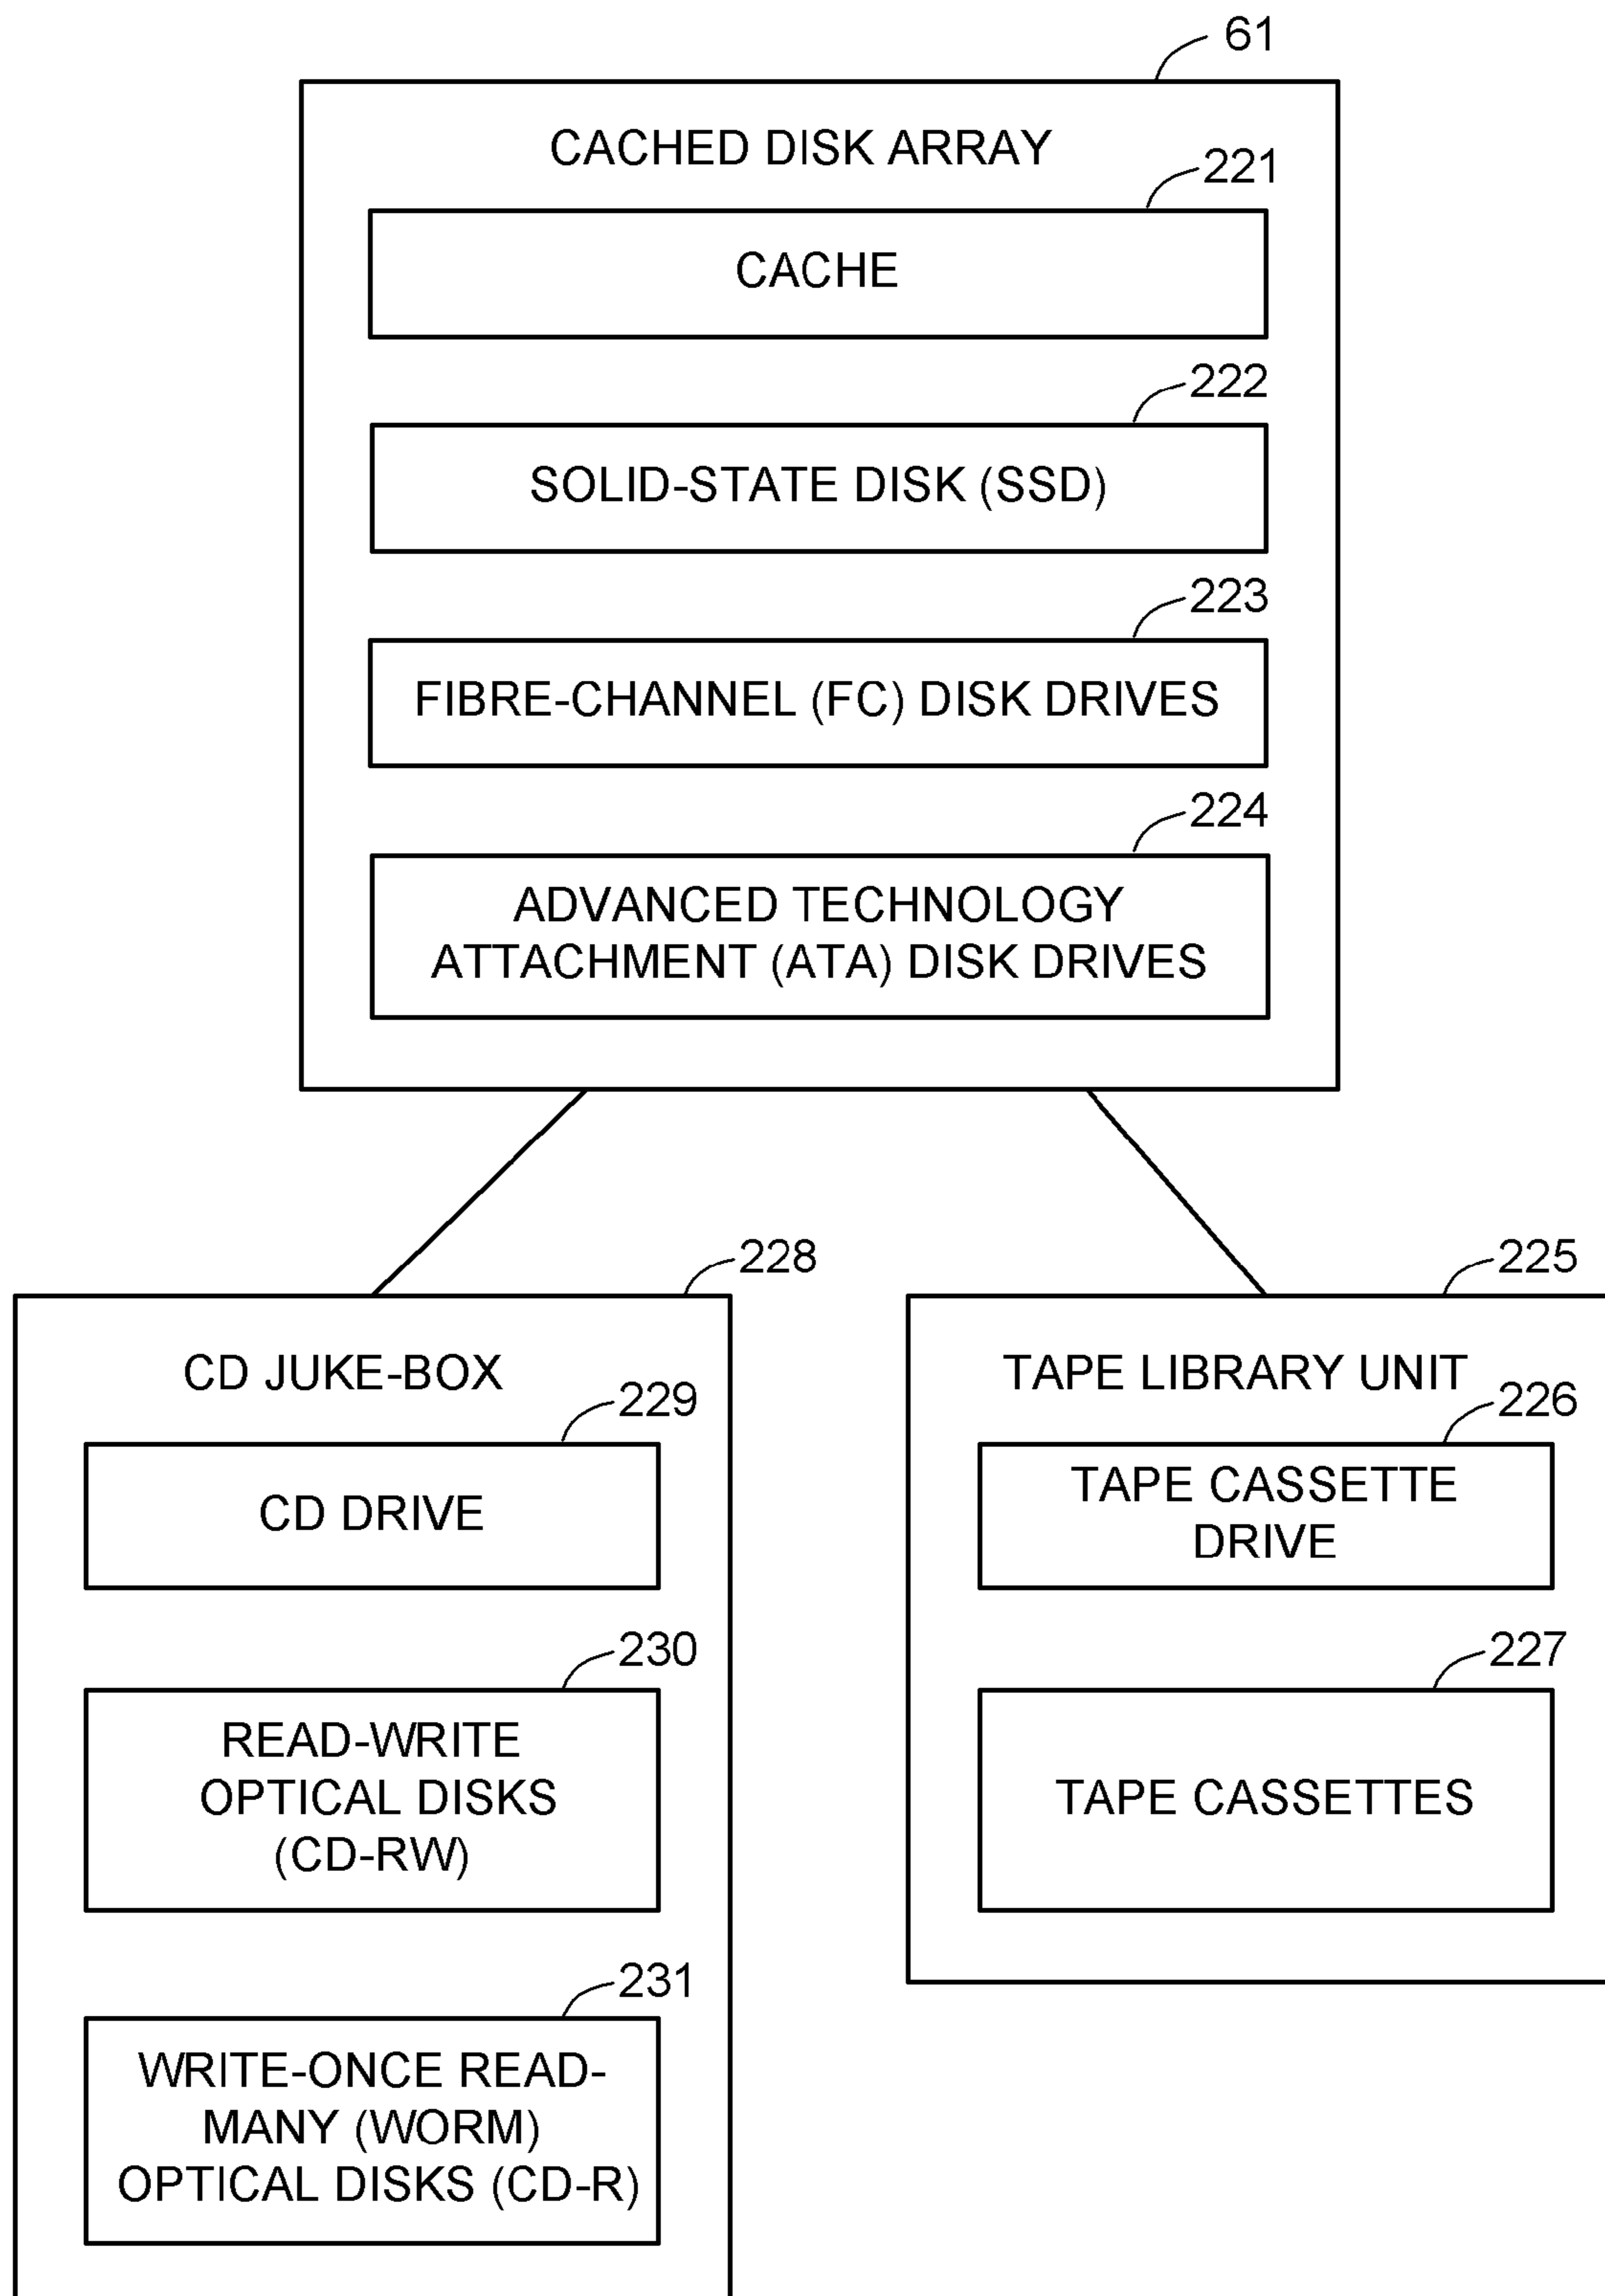 61
CACHED DISK ARRAY
221
CACHE
222
SOLID-STATE DISK (SSD)
223
FIBRE-CHANNEL (FC) DISK DRIVES
224
ADVANCED TECHNOLOGY
ATTACHMENT (ATA) DISK DRIVES
228
CD JUKE-BOX
229
CD DRIVE
230
READ-WRITE
OPTICAL DISKS
(CD-RW)
231
WRITE-ONCE READ-
MANY (WORM)
OPTICAL DISKS (CD-R)
225
TAPE LIBRARY UNIT
226
TAPE CASSETTE
DRIVE
227
TAPE CASSETTES